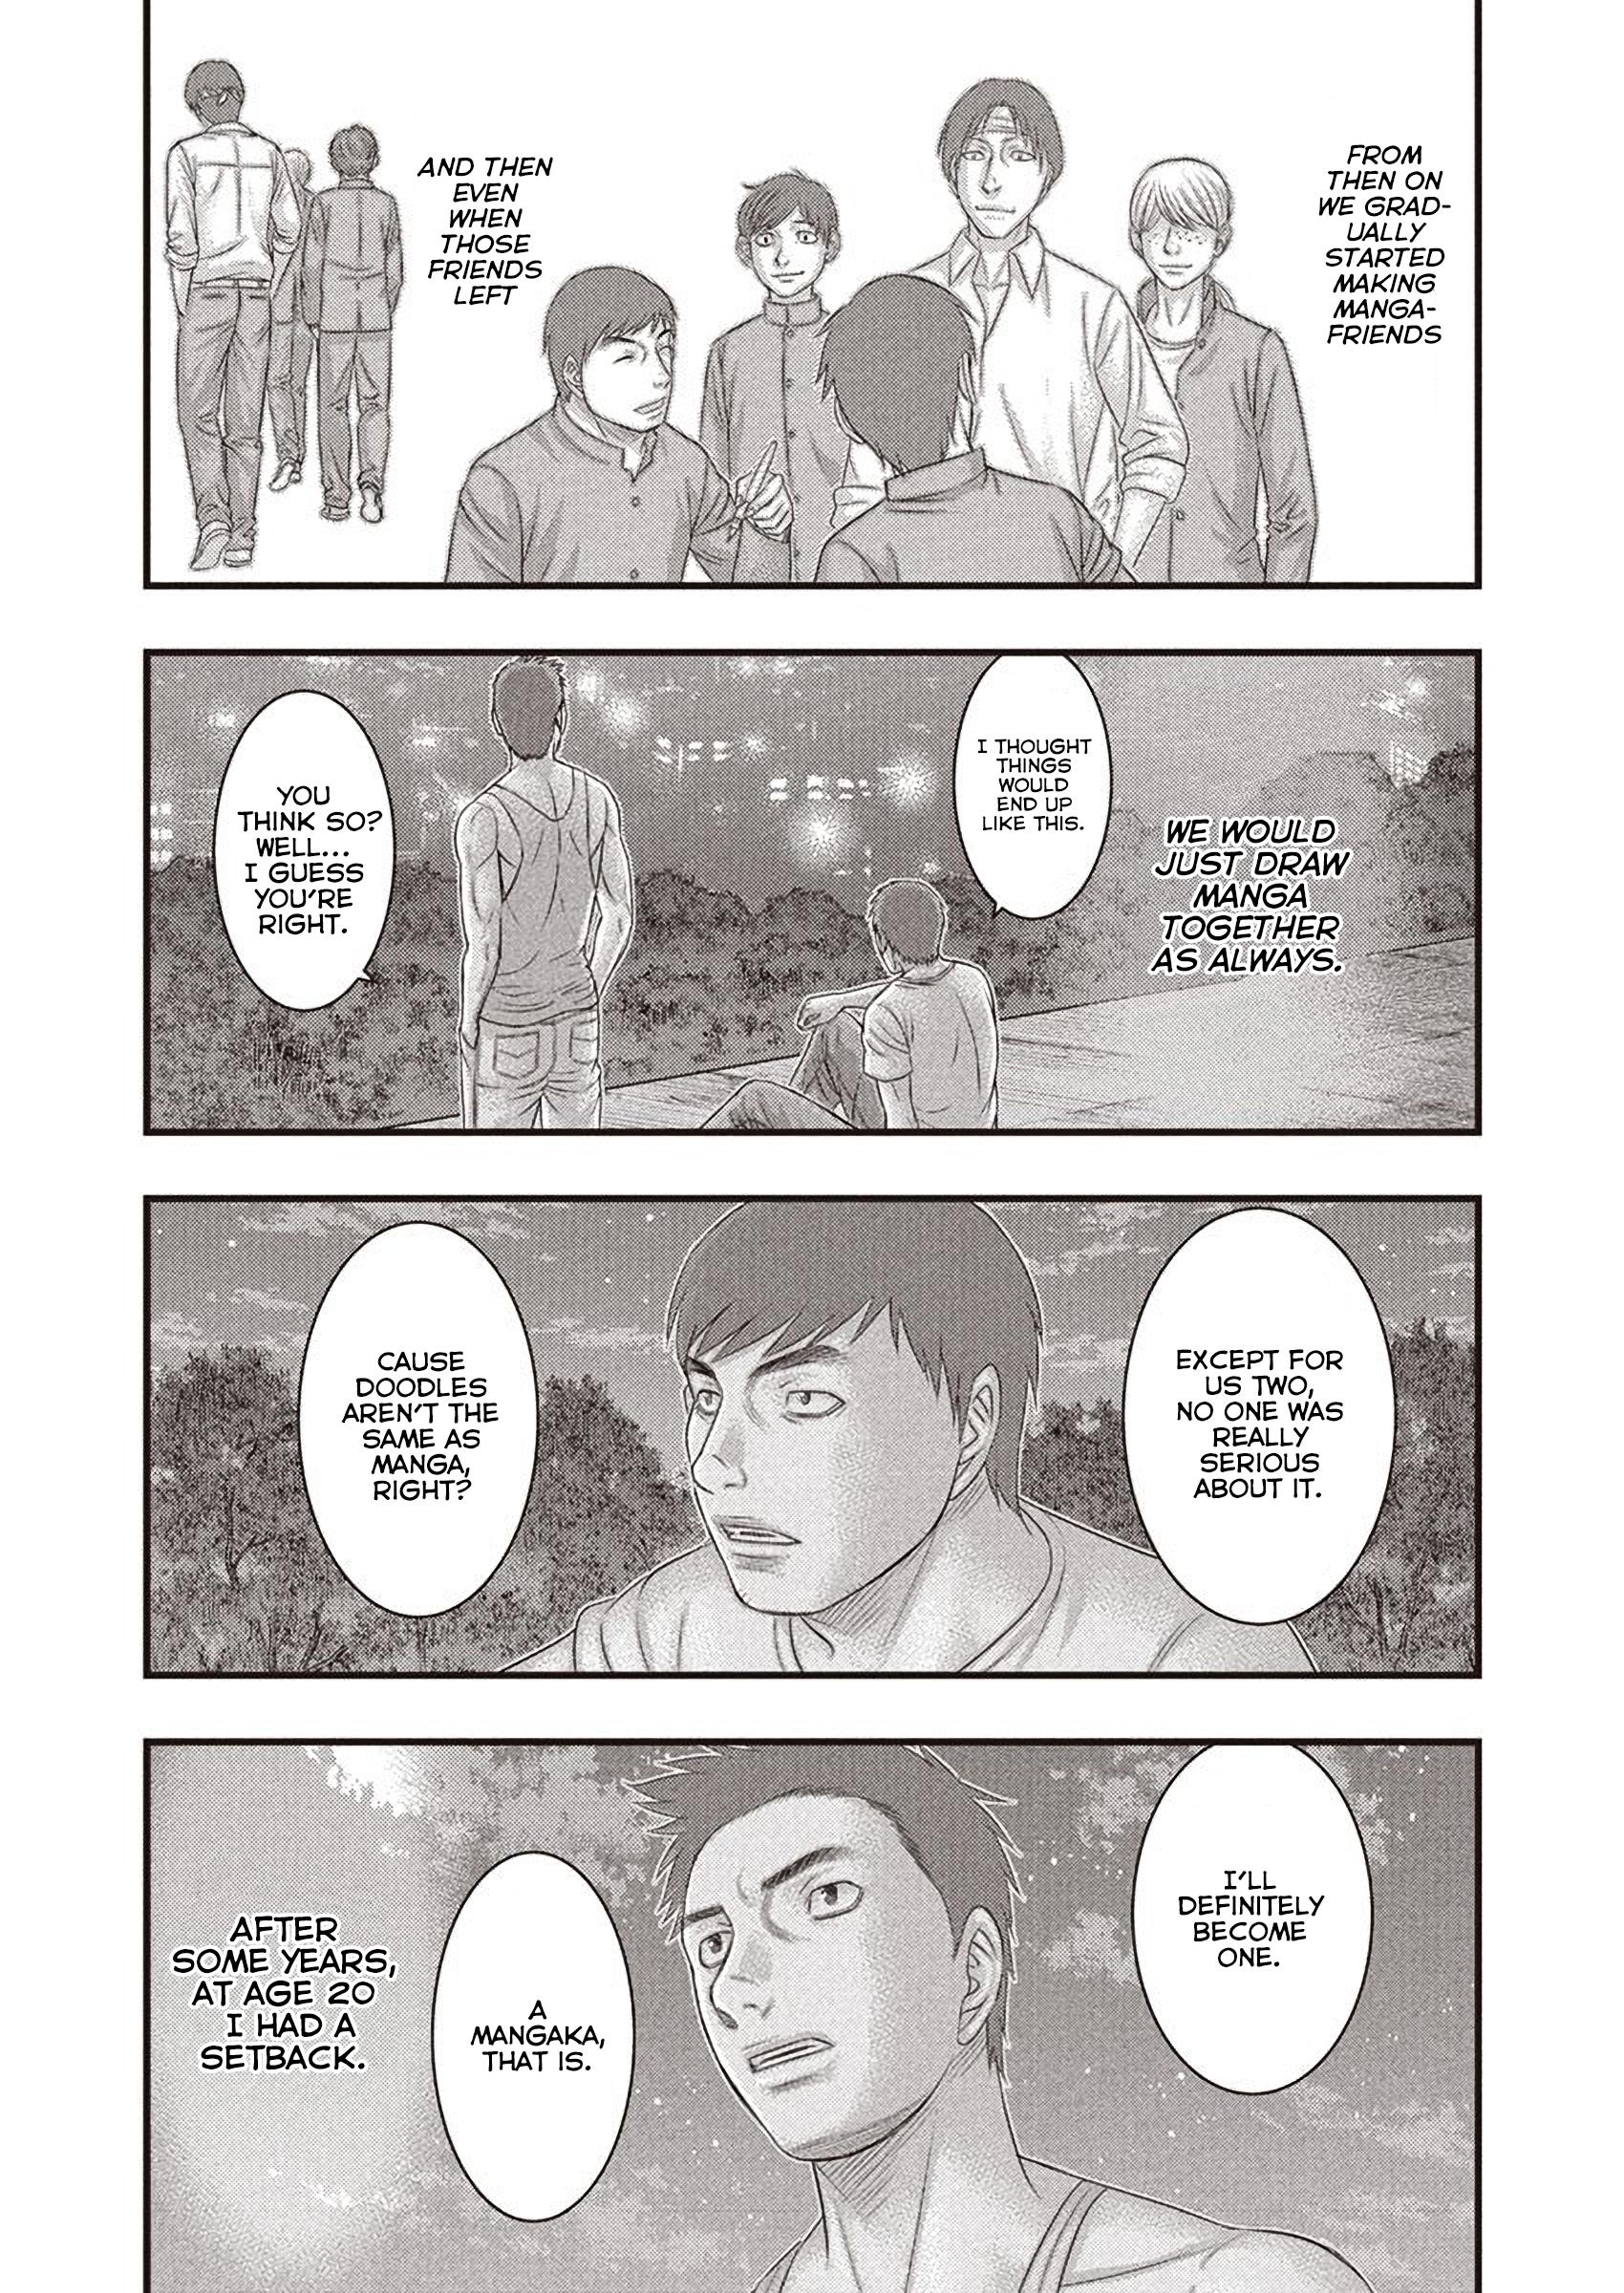 FROM
THEN ON
WE GRAD-
UALLY
STARTED
MAKING
MANGA-
FRIENDS
AND THEN
EVEN
WHEN
THOSE
FRIENDS
LEFT
WE WOULD
JUST DRAW
MANGA
TOGETHER
AS ALWAYS.
I THOUGHT
THINGS
WOULD
END UP
LIKE THIS.
YOU
THINK SO?
WELL...
I GUESS
YOU'RE
RIGHT.
EXCEPT FOR
US TWO,
NO ONE WAS
REALLY
SERIOUS
ABOUT IT.
CAUSE
DOODLES
AREN'T THE
SAME AS
MANGA,
RIGHT?
I'LL
DEFINITELY
BECOME
ONE.
A
MANGAKA,
THAT IS.
AFTER
SOME YEARS,
AT AGE 20
I HAD A
SETBACK.